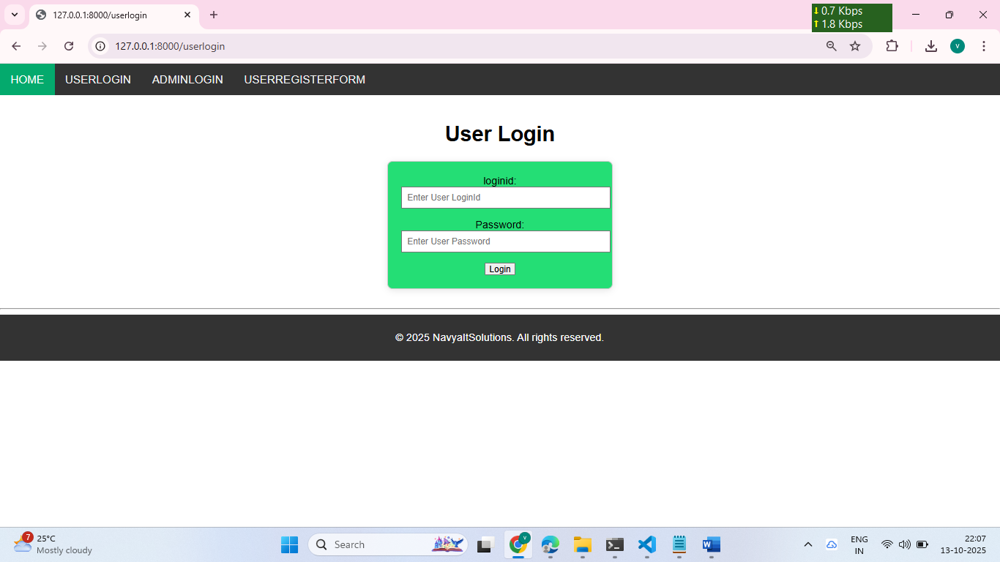 127.0.0.1:8000/userlogin
0.7 Kbps
1.8 Kbps
127.0.0.1:8000/userlogin
V
HOME USERLOGIN ADMINLOGIN USERREGISTERFORM
User Login
loginid:
Enter User LoginId
Password:
Enter User Password
Login
© 2025 NavyaItSolutions. All rights reserved.
7
25°C
Mostly cloudy
Search
V
W
ENG
IN
22:07
13-10-2025